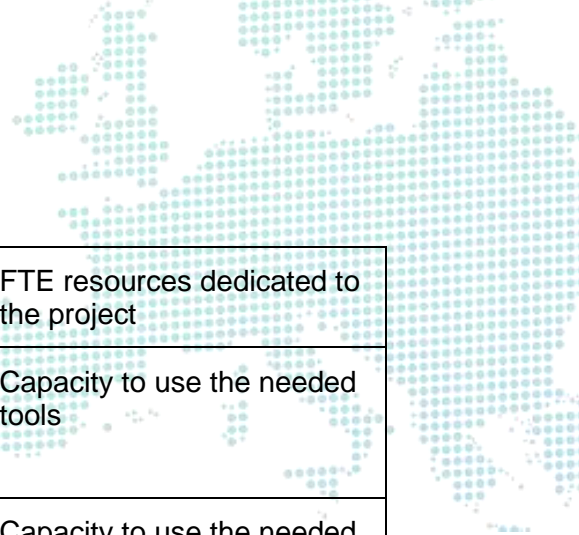 FTE resources dedicated to
the project
Capacity to use the needed
tools
Capacity to use the needed